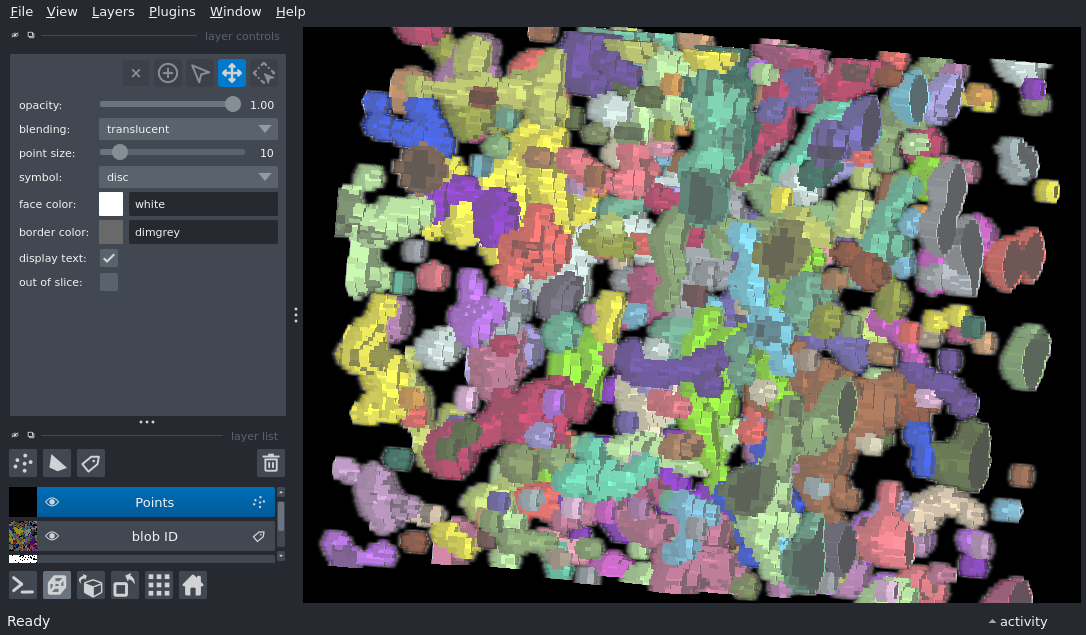 File View Layers Plugins Window Help
layer controls
opacity: 1.00
blending: translucent
point size: 10
symbol: disc
face color: white
border color: dimgrey
display text:
out of slice:
layer list
Points
blob ID
Ready
activity